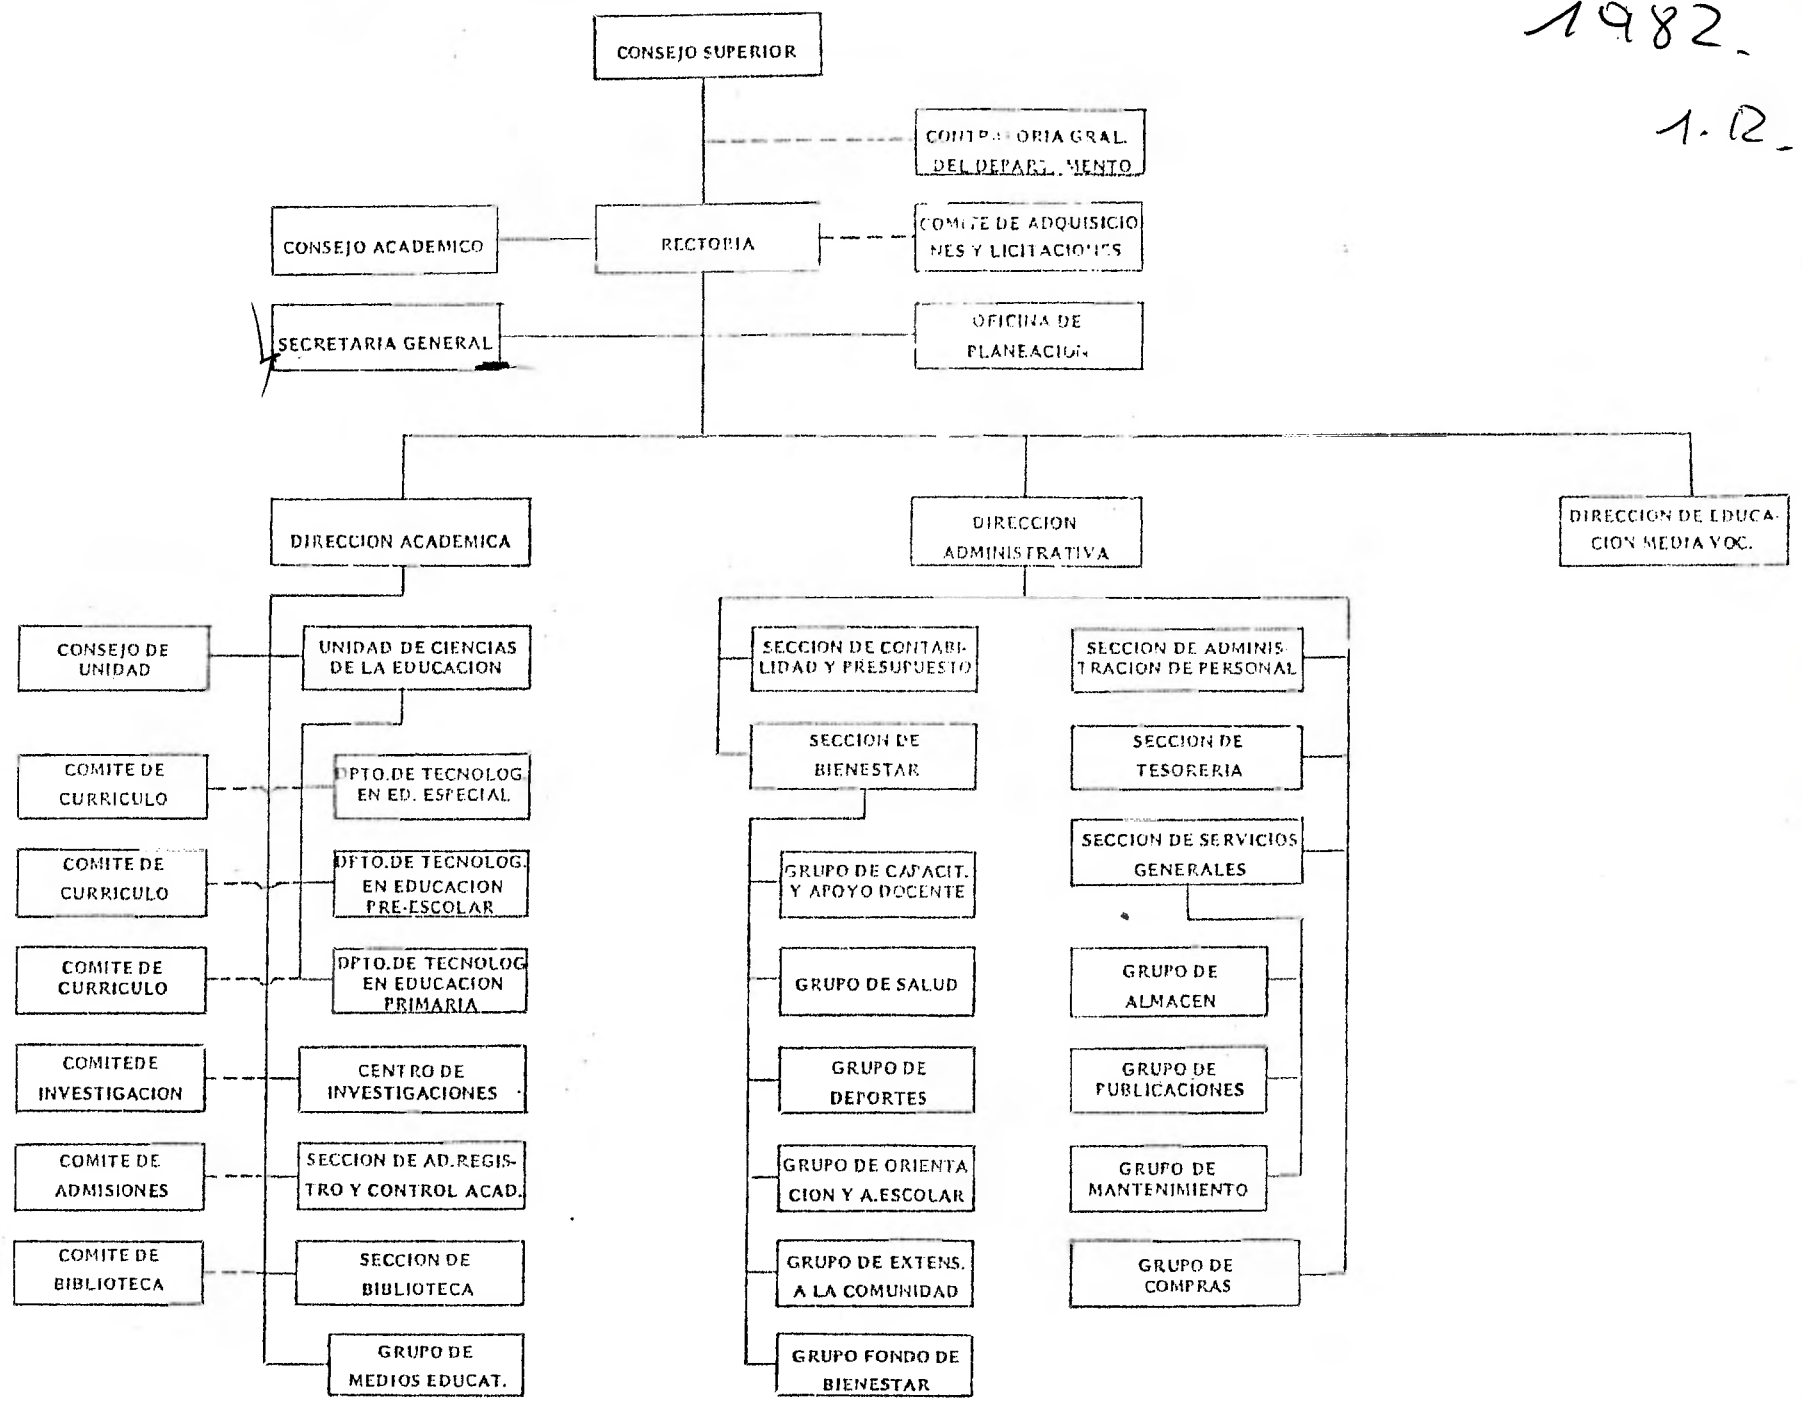 1982.
1.12.
CONSEJO SUPERIOR
ORIA GRAL.
DEL
CONSEJO ACADEMICO
RECTORIA
COMITE DE ADQUISICIO
NES Y LICITACIONES
SECRETARIA GENERAL
OFICINA DE
PLANEACION
DIRECCION ACADEMICA
DIRECCION
ADMINISTRATIVA
DIRECCION DE EDUCA-
CION MEDIA VOC.
CONSEJO DE
UNIDAD
UNIDAD DE CIENCIAS
DE LA EDUCACION
SECCION DE CONTABI-
LIDAD Y PRESUPUESTO
SECCION DE ADMINIS-
TRACION DE PERSONAL
COMITE DE
CURRICULO
DPTO.DE TECNOLOG.
EN ED. ESPECIAL
SECCION DE
BIENESTAR
SECCION DE
TESORERIA
COMITE DE
CURRICULO
DPTO.DE TECNOLOG.
EN EDUCACION
PRE-ESCOLAR
GRUPO DE CAPACIT.
Y APOYO DOCENTE
SECCION DE SERVICIOS
GENERALES
COMITE DE
CURRICULO
DPTO.DE TECNOLOG
EN EDUCACION
PRIMARIA
GRUPO DE SALUD
GRUPO DE
ALMACEN
COMITEDE
INVESTIGACION
CENTRO DE
INVESTIGACIONES
GRUPO DE
DEPORTES
GRUPO DE
PUBLICACIONES
COMITE DE
ADMISIONES
SECCION DE AD.REGIS-
TRO Y CONTROL ACAD.
GRUPO DE ORIENTA
CION Y A.ESCOLAR
GRUPO DE
MANTENIMIENTO
COMITE DE
BIBLIOTECA
SECCION DE
BIBLIOTECA
GRUPO DE EXTENS.
A LA COMUNIDAD
GRUPO DE
COMPRAS
GRUPO DE
MEDIOS EDUCAT.
GRUPO FONDO DE
BIENESTAR